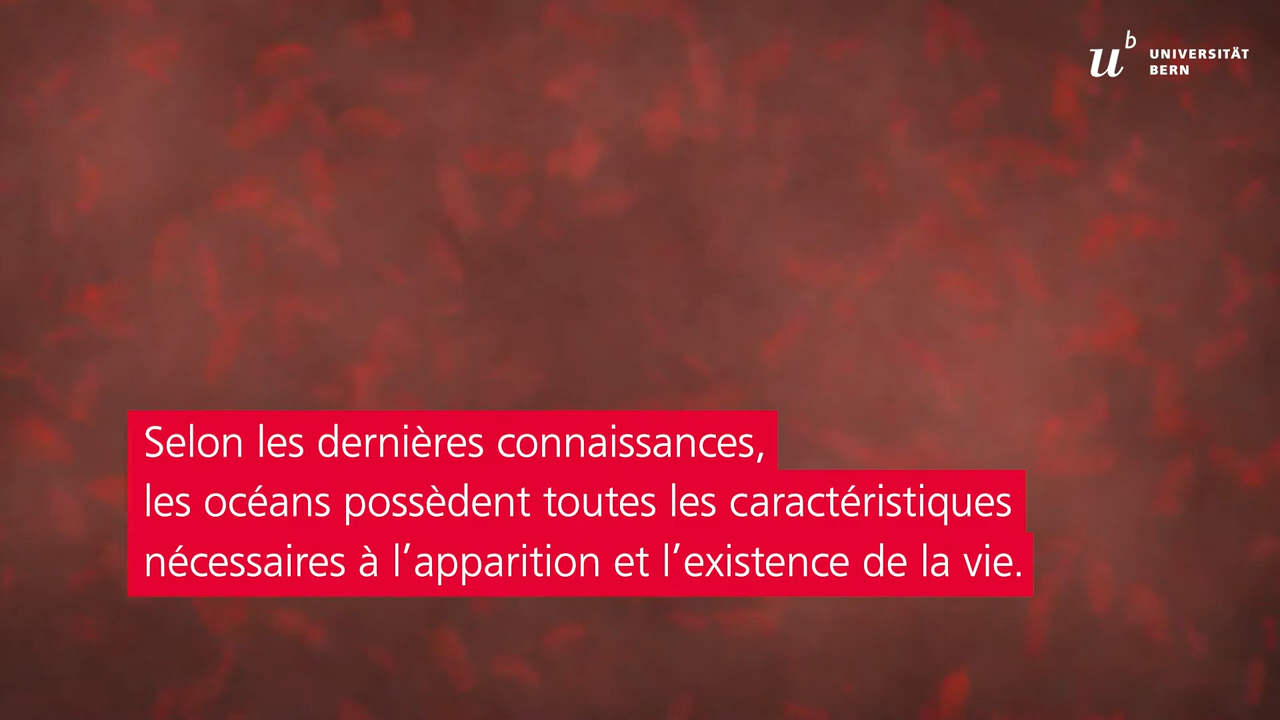 u b UNIVERSITÄT
BERN
Selon les dernières connaissances,
les océans possèdent toutes les caractéristiques
nécessaires à l’apparition et l’existence de la vie.